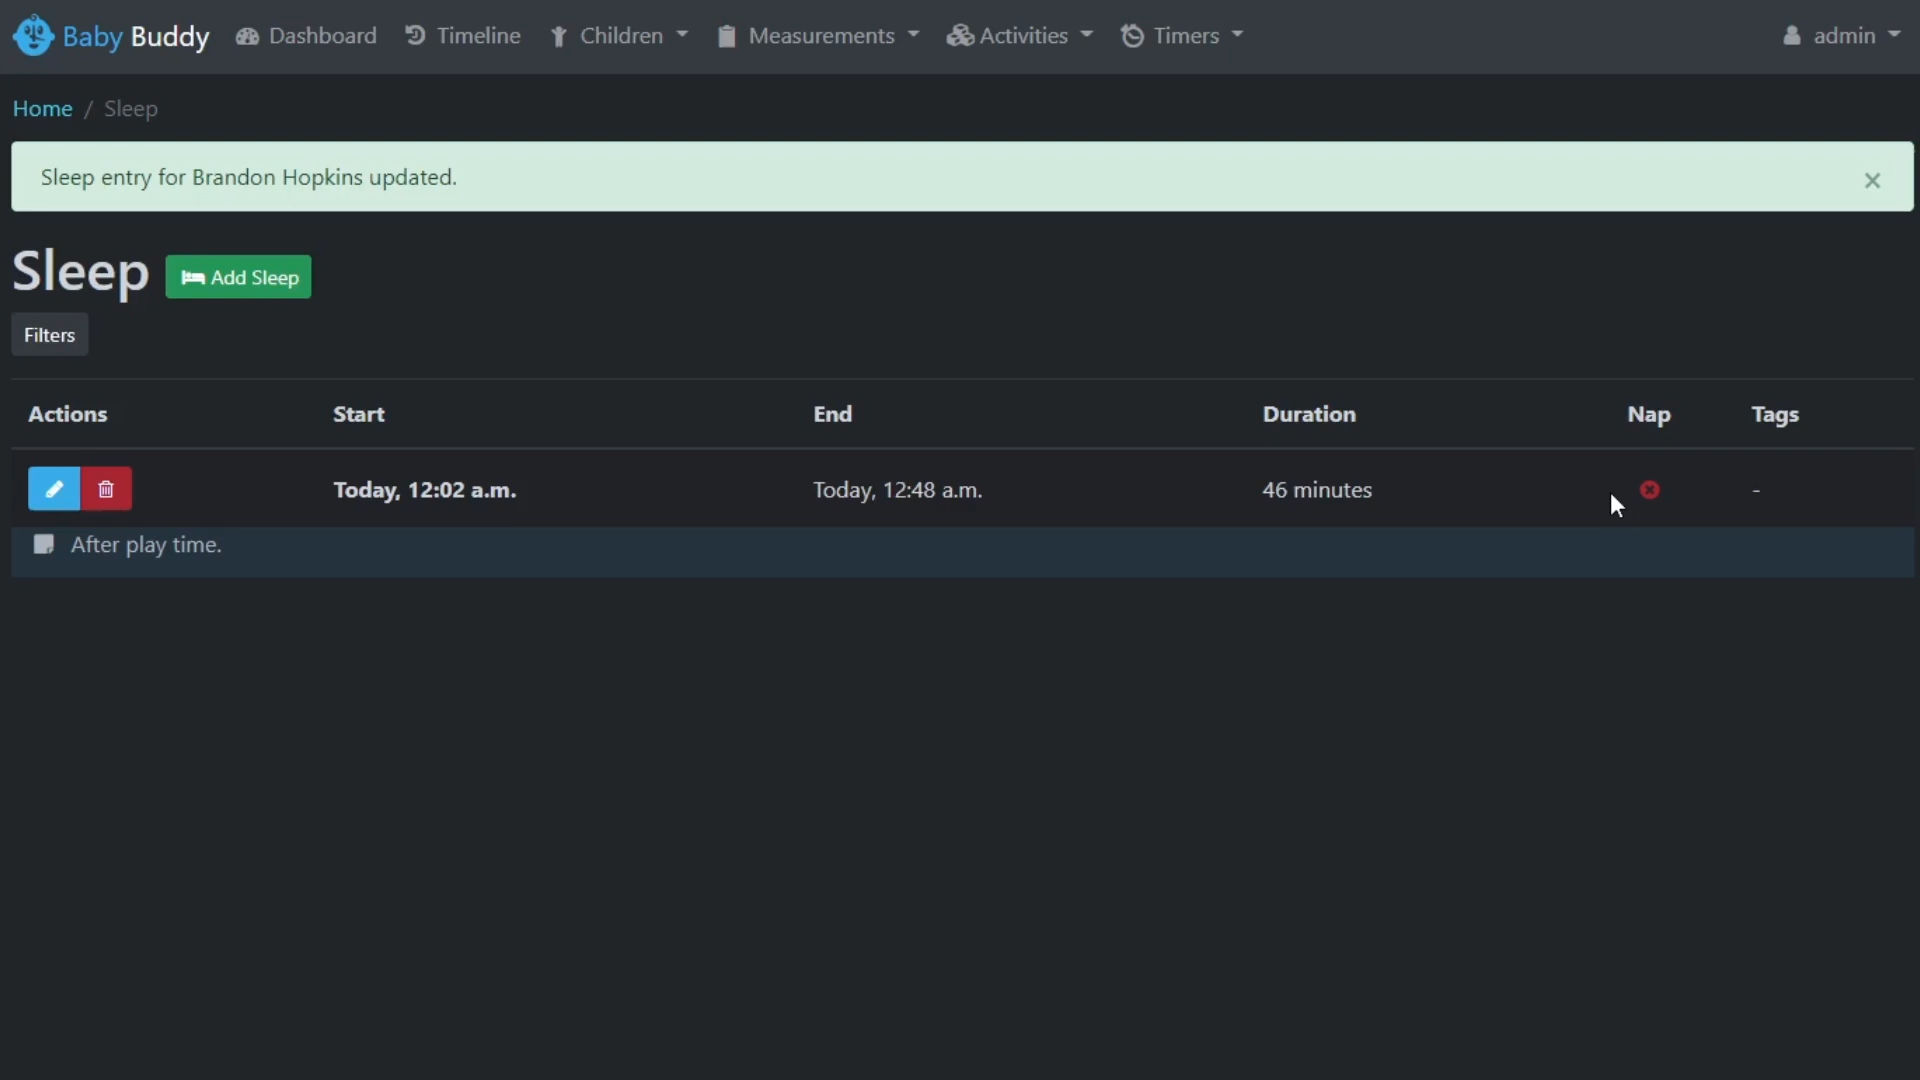 Baby Buddy Dashboard Timeline Children Measurements Activities Timers admin
Home / Sleep
Sleep entry for Brandon Hopkins updated.
Sleep Add Sleep
Filters
Actions Start End Duration Nap Tags
Today, 12:02 a.m. Today, 12:48 a.m. 46 minutes -
After play time.